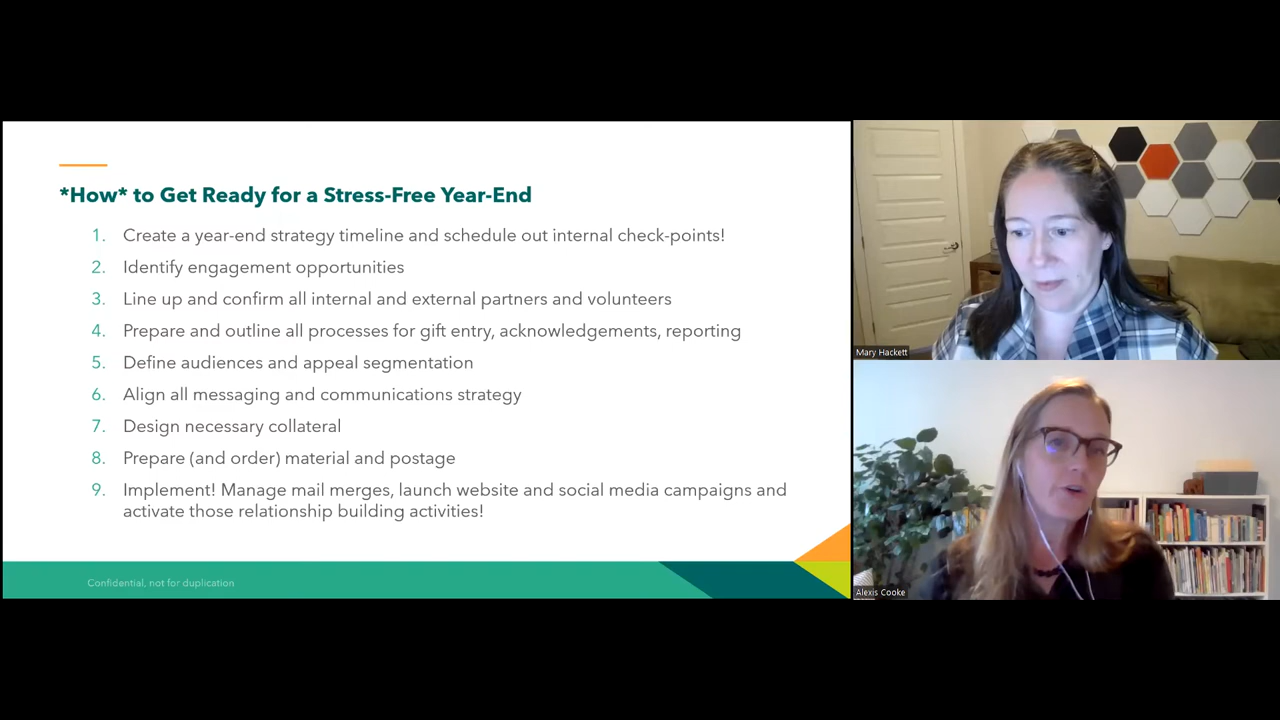 *How* to Get Ready for a Stress-Free Year-End
1. Create a year-end strategy timeline and schedule out internal check-points!
2. Identify engagement opportunities
3. Line up and confirm all internal and external partners and volunteers
4. Prepare and outline all processes for gift entry, acknowledgements, reporting
5. Define audiences and appeal segmentation
6. Align all messaging and communications strategy
7. Design necessary collateral
8. Prepare (and order) material and postage
9. Implement! Manage mail merges, launch website and social media campaigns and
activate those relationship building activities!
Confidential, not for duplication
Mary Hackett
Alexis Cooke